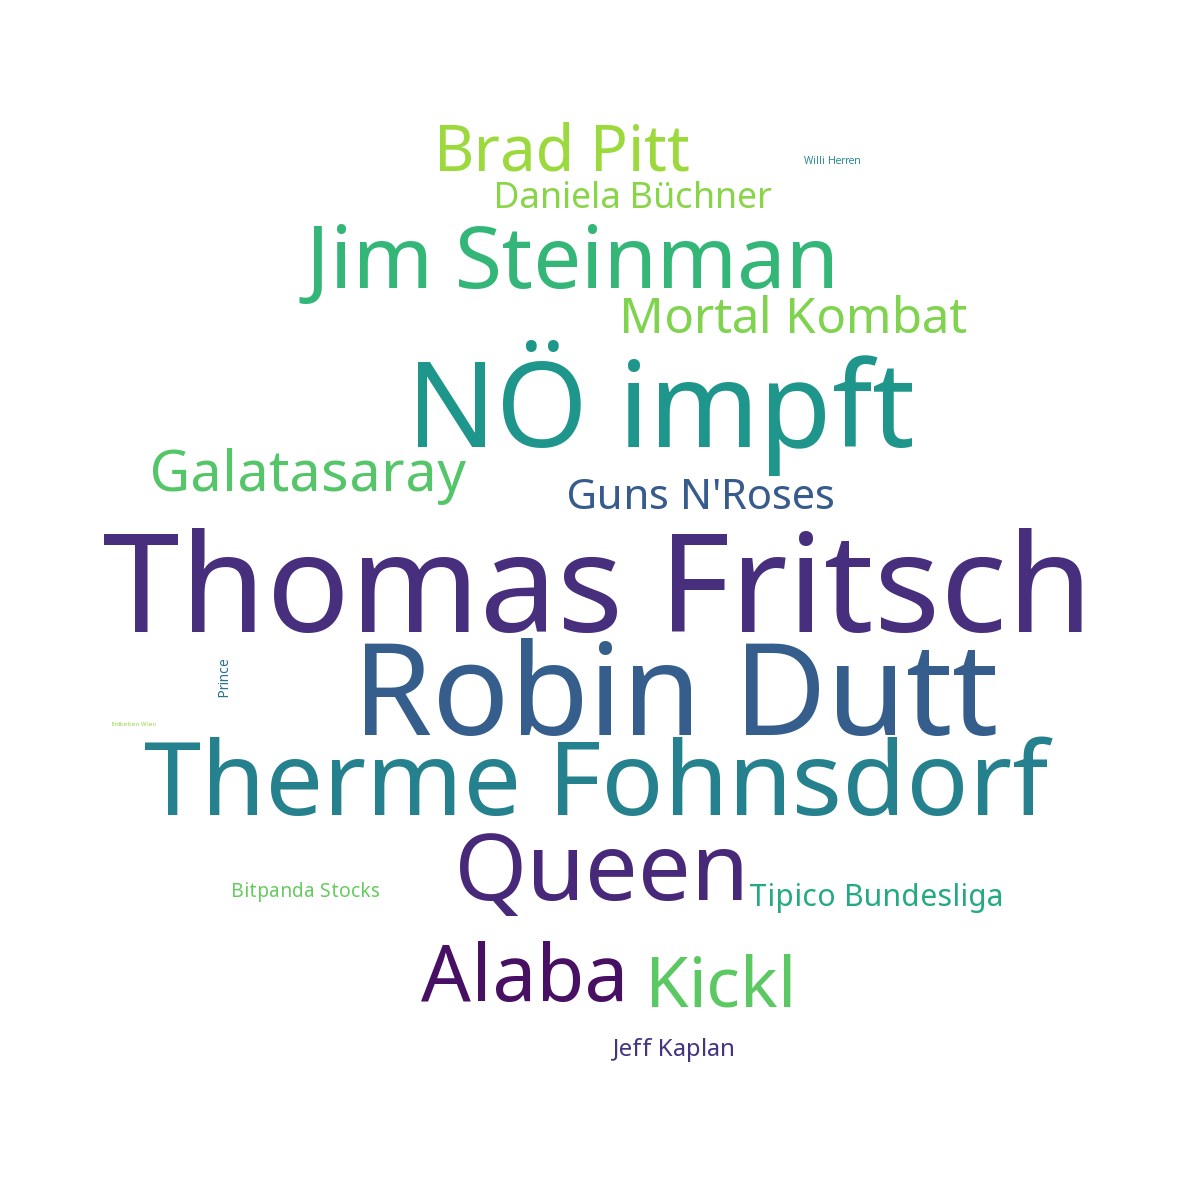 Brad Pitt
Willi Herren
Daniela Büchner
Jim Steinman
Mortal Kombat
NÖ impft
Galatasaray
Guns N'Roses
Thomas Fritsch
Robin Dutt
Prince
Erdbeben Wien
Therme Fohnsdorf
Queen
Bitpanda Stocks
Tipico Bundesliga
Alaba
Kickl
Jeff Kaplan